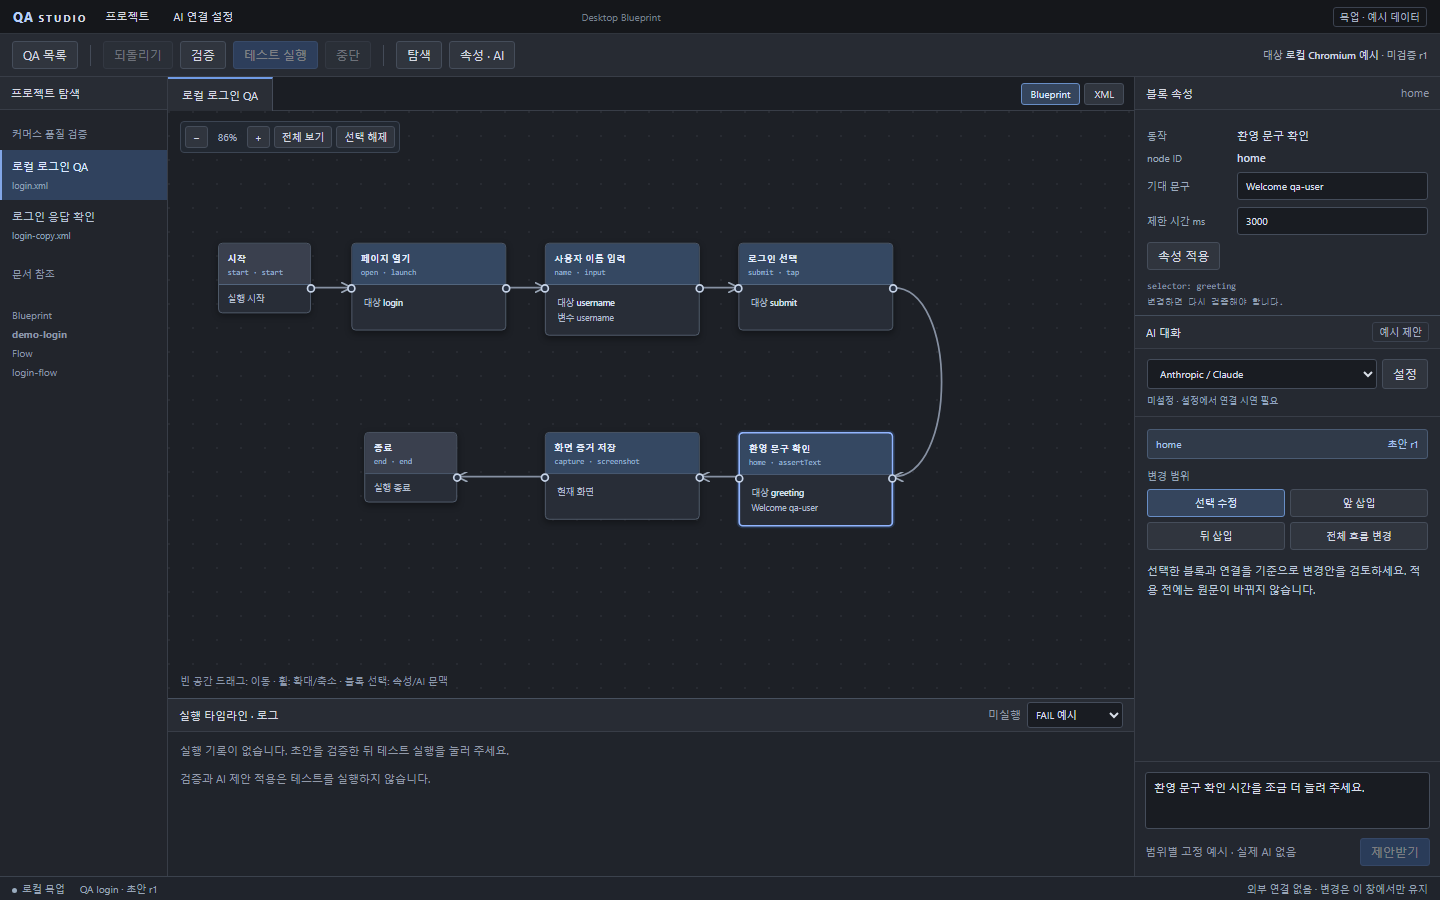 QA STUDIO 프로젝트 AI 연결 설정
Desktop Blueprint
목업 · 예시 데이터
QA 목록 되돌리기 검증 테스트 실행 중단 탐색 속성 · AI
대상 로컬 Chromium 예시 · 미검증 r1
프로젝트 탐색
커머스 품질 검증
로컬 로그인 QA
login.xml
로그인 응답 확인
login-copy.xml
문서 참조
Blueprint
demo-login
Flow
login-flow
로컬 로그인 QA
Blueprint XML
− 86% + 전체 보기 선택 해제
시작
start · start
실행 시작
페이지 열기
open · launch
대상 login
사용자 이름 입력
name · input
대상 username
변수 username
로그인 선택
submit · tap
대상 submit
종료
end · end
실행 종료
화면 증거 저장
capture · screenshot
현재 화면
환영 문구 확인
home · assertText
대상 greeting
Welcome qa-user
빈 공간 드래그: 이동 · 휠: 확대/축소 · 블록 선택: 속성/AI 문맥
실행 타임라인 · 로그
미실행 FAIL 예시
실행 기록이 없습니다. 초안을 검증한 뒤 테스트 실행을 눌러 주세요.
검증과 AI 제안 적용은 테스트를 실행하지 않습니다.
블록 속성 home
동작 환영 문구 확인
node ID home
기대 문구 Welcome qa-user
제한 시간 ms 3000
속성 적용
selector: greeting
변경하면 다시 검증해야 합니다.
AI 대화 예시 제안
Anthropic / Claude 설정
미설정 · 설정에서 연결 시연 필요
home 초안 r1
변경 범위
선택 수정 앞 삽입
뒤 삽입 전체 흐름 변경
선택한 블록과 연결을 기준으로 변경안을 검토하세요. 적
용 전에는 원문이 바뀌지 않습니다.
환영 문구 확인 시간을 조금 더 늘려 주세요.
범위별 고정 예시 · 실제 AI 없음 제안받기
로컬 목업 QA login · 초안 r1
외부 연결 없음 · 변경은 이 창에서만 유지